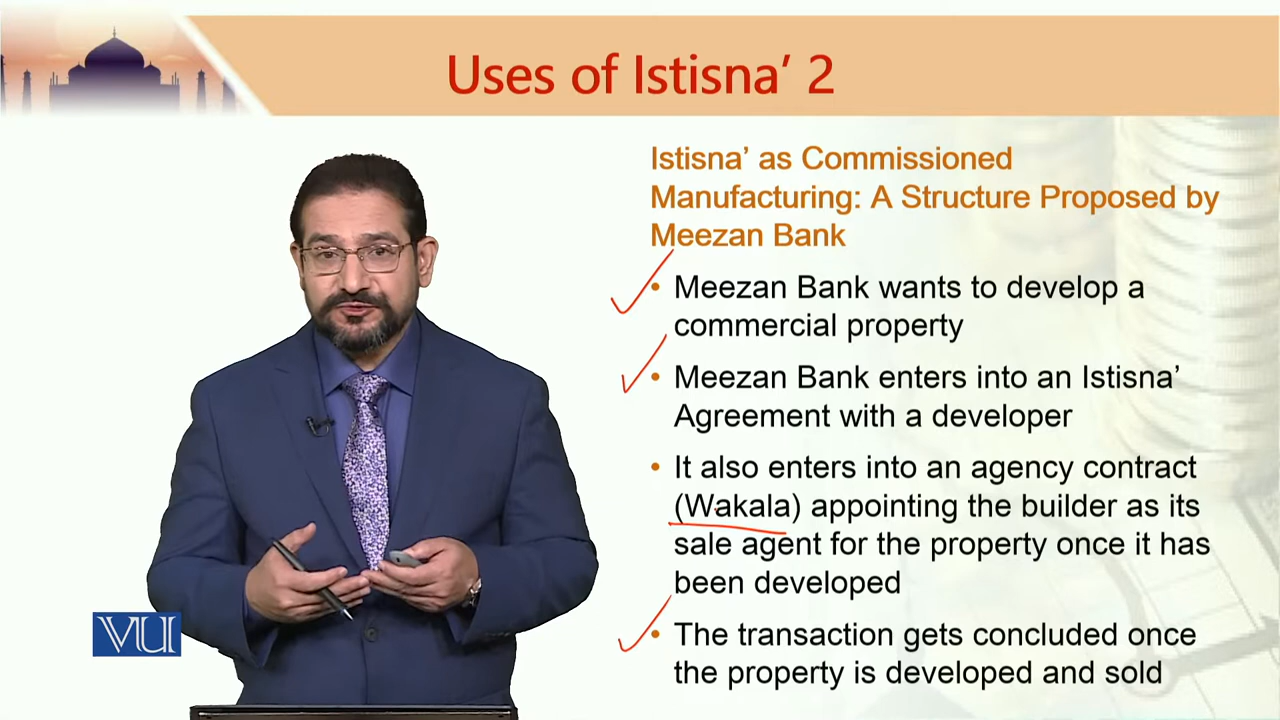 Uses of Istisna’ 2
Istisna’ as Commissioned
Manufacturing: A Structure Proposed by
Meezan Bank
• Meezan Bank wants to develop a
commercial property
• Meezan Bank enters into an Istisna’
Agreement with a developer
• It also enters into an agency contract
(Wakala) appointing the builder as its
sale agent for the property once it has
been developed
• The transaction gets concluded once
the property is developed and sold
VU